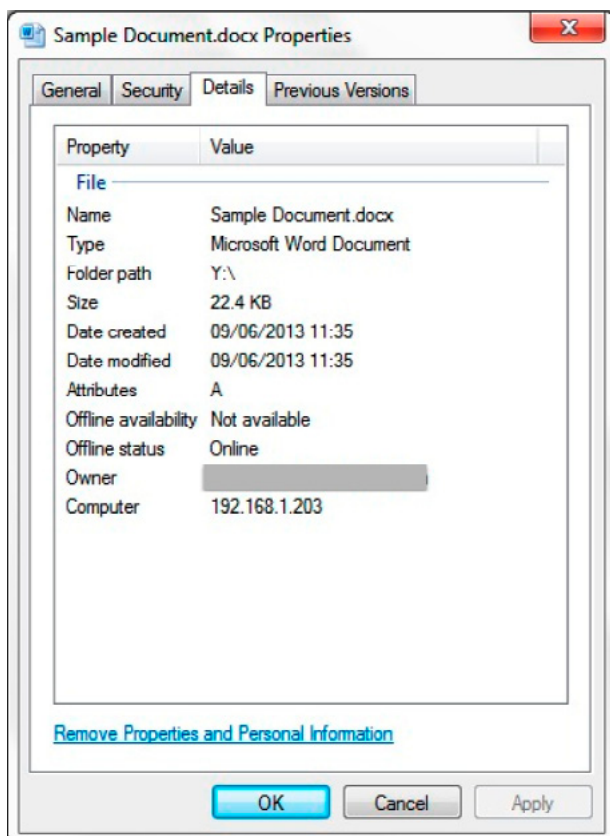 Sample Document.docx Properties
General Security Details Previous Versions
Property Value
File
Name Sample Document.docx
Type Microsoft Word Document
Folder path Y:\
Size 22.4 KB
Date created 09/06/2013 11:35
Date modified 09/06/2013 11:35
Attributes A
Offline availability Not available
Offline status Online
Owner
Computer 192.168.1.203
Remove Properties and Personal Information
OK Cancel Apply